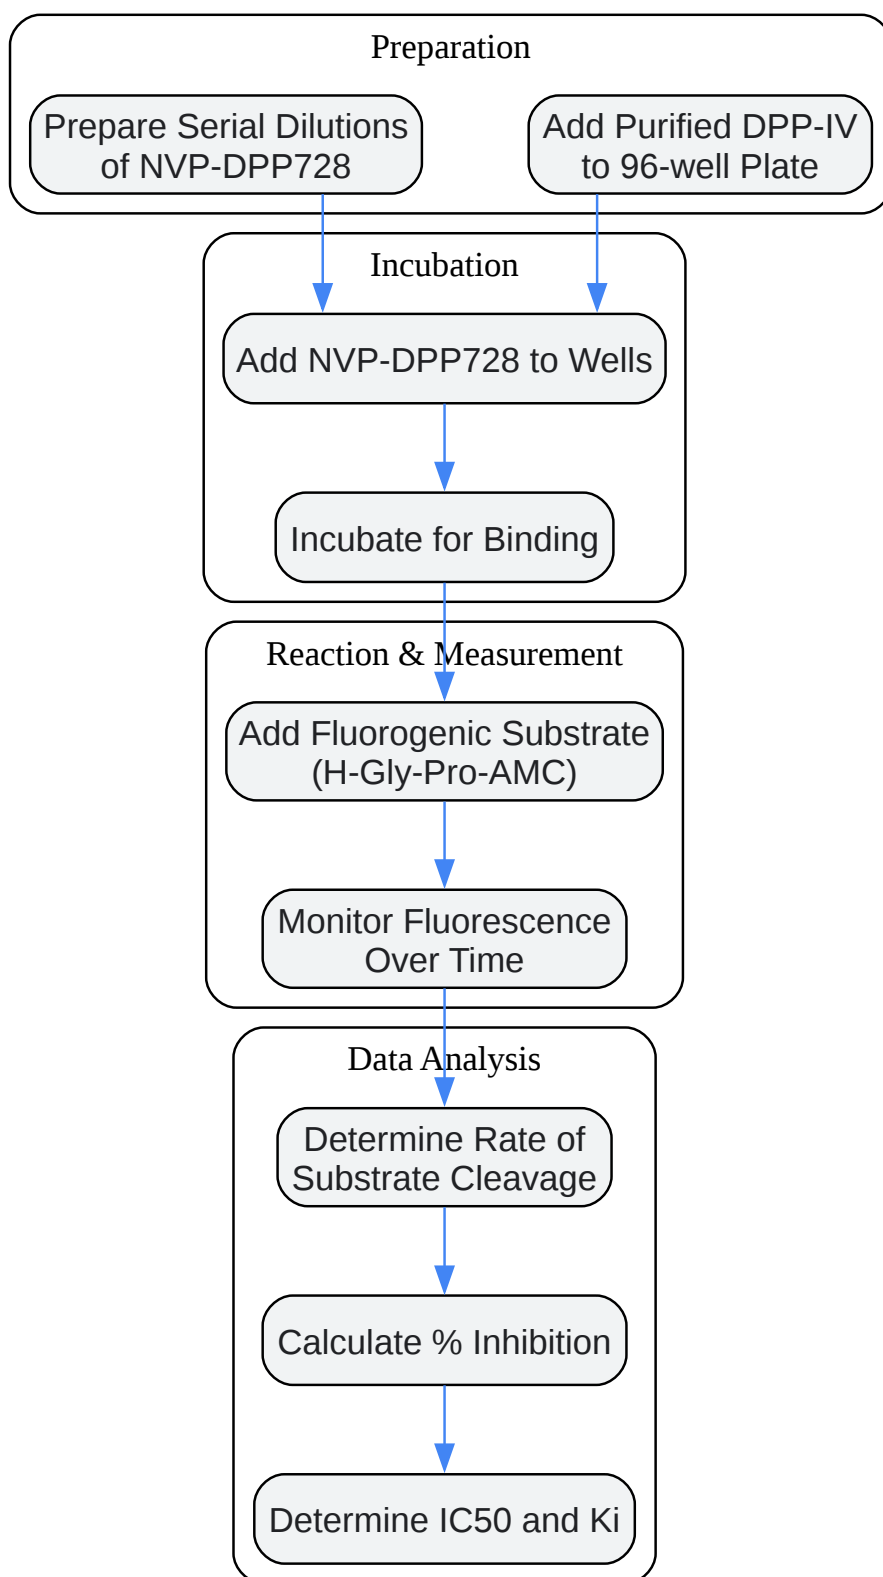 Preparation
Prepare Serial Dilutions
of NVP-DPP728
Add Purified DPP-IV
to 96-well Plate
Incubation
Add NVP-DPP728 to Wells
Incubate for Binding
Reaction & Measurement
Add Fluorogenic Substrate
(H-Gly-Pro-AMC)
Monitor Fluorescence
Over Time
Data Analysis
Determine Rate of
Substrate Cleavage
Calculate % Inhibition
Determine IC50 and Ki